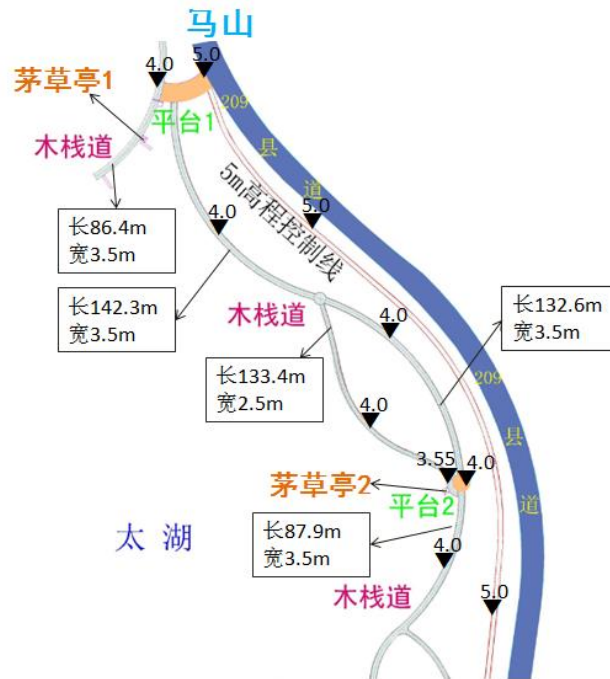 马山
4.0
5.0
茅草亭1
209
平台1
县
木栈道
道
5m高程控制线
5.0
4.0
长86.4m
宽3.5m
长142.3m
宽3.5m
木栈道
4.0
长132.6m
宽3.5m
长133.4m
宽2.5m
209
4.0
县
3.55
4.0
茅草亭2
平台2
道
太湖
长87.9m
宽3.5m
4.0
木栈道
5.0